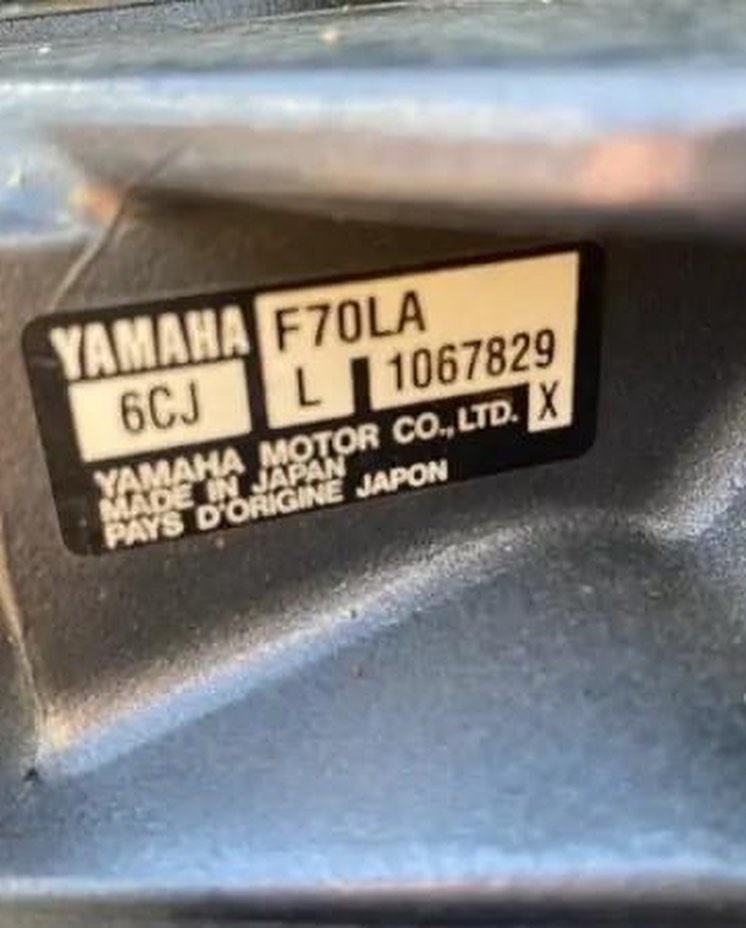 YAMAHA F70LA
6CJ L 1067829
X
YAMAHA MOTOR CO., LTD.
MADE IN JAPAN
PAYS D'ORIGINE JAPON